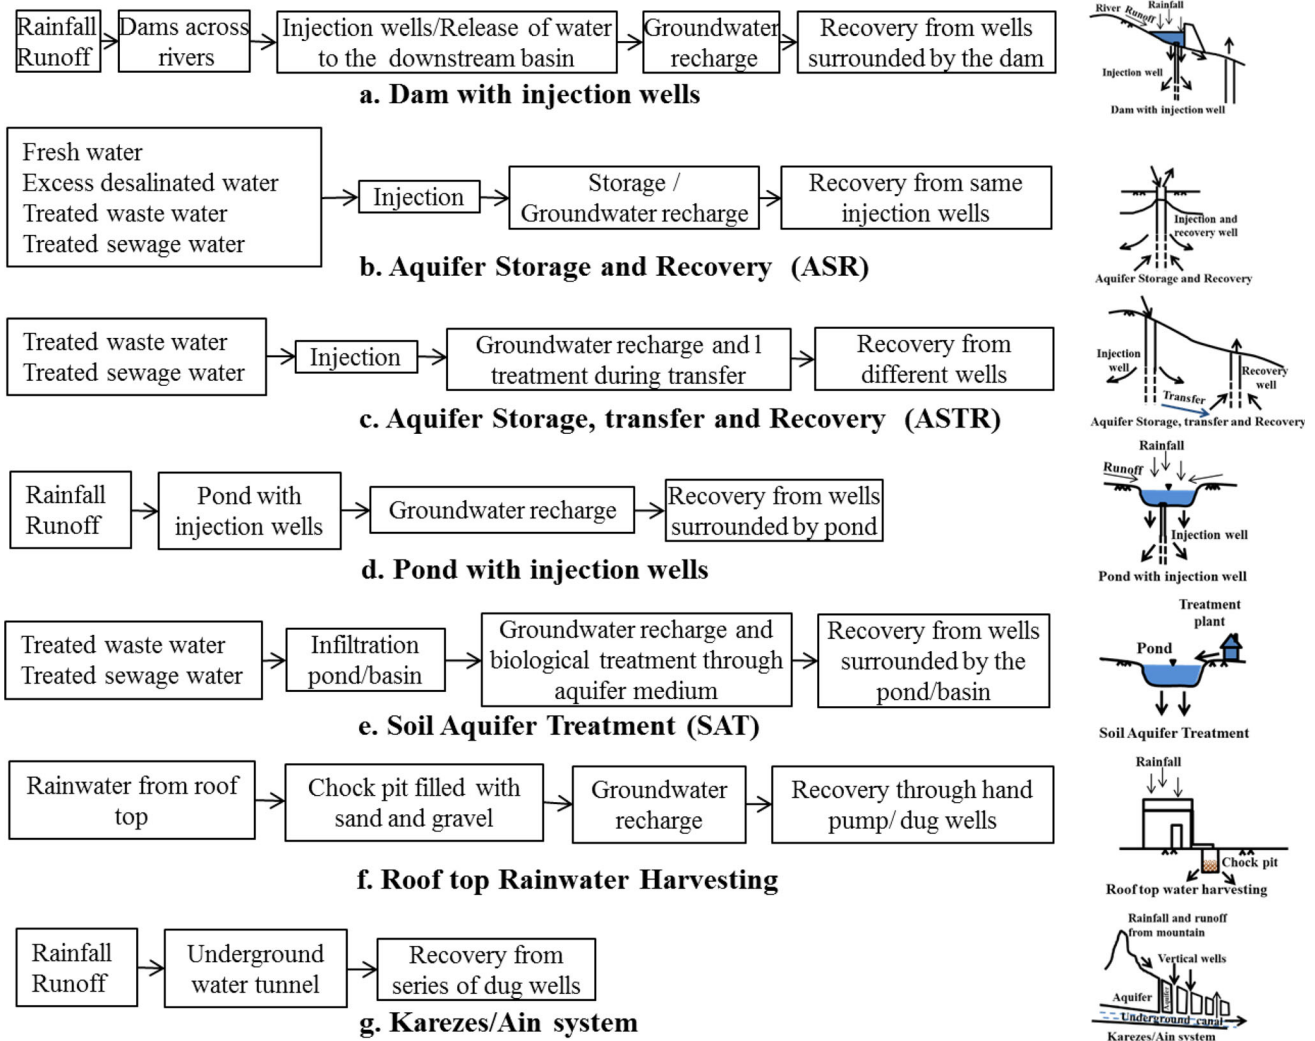 Rainfall
Runoff
Dams across
rivers
Injection wells/Release of water
to the downstream basin
Groundwater
recharge
Recovery from wells
surrounded by the dam
a. Dam with injection wells
River Runoff
Rainfall
Injection well
Dam with injection well
Fresh water
Excess desalinated water
Treated waste water
Treated sewage water
Injection
Storage /
Groundwater recharge
Recovery from same
injection wells
b. Aquifer Storage and Recovery (ASR)
Injection and
recovery well
Aquifer Storage and Recovery
Treated waste water
Treated sewage water
Injection
Groundwater recharge and l
treatment during transfer
Recovery from
different wells
c. Aquifer Storage, transfer and Recovery (ASTR)
Injection
well
Recovery
well
Transfer
Aquifer Storage, transfer and Recovery
Rainfall
Runoff
Pond with
injection wells
Groundwater recharge
Recovery from wells
surrounded by pond
d. Pond with injection wells
Rainfall
Runoff
Injection well
Pond with injection well
Treated waste water
Treated sewage water
Infiltration
pond/basin
Groundwater recharge and
biological treatment through
aquifer medium
Recovery from wells
surrounded by the
pond/basin
e. Soil Aquifer Treatment (SAT)
Treatment
plant
Pond
Soil Aquifer Treatment
Rainwater from roof
top
Chock pit filled with
sand and gravel
Groundwater
recharge
Recovery through hand
pump/ dug wells
f. Roof top Rainwater Harvesting
Rainfall
Chock pit
Roof top water harvesting
Rainfall
Runoff
Underground
water tunnel
Recovery from
series of dug wells
g. Karezes/Ain system
Rainfall and runoff
from mountain
Vertical wells
Aquifer
Aquifer
Underground canal
Karezes/Ain system